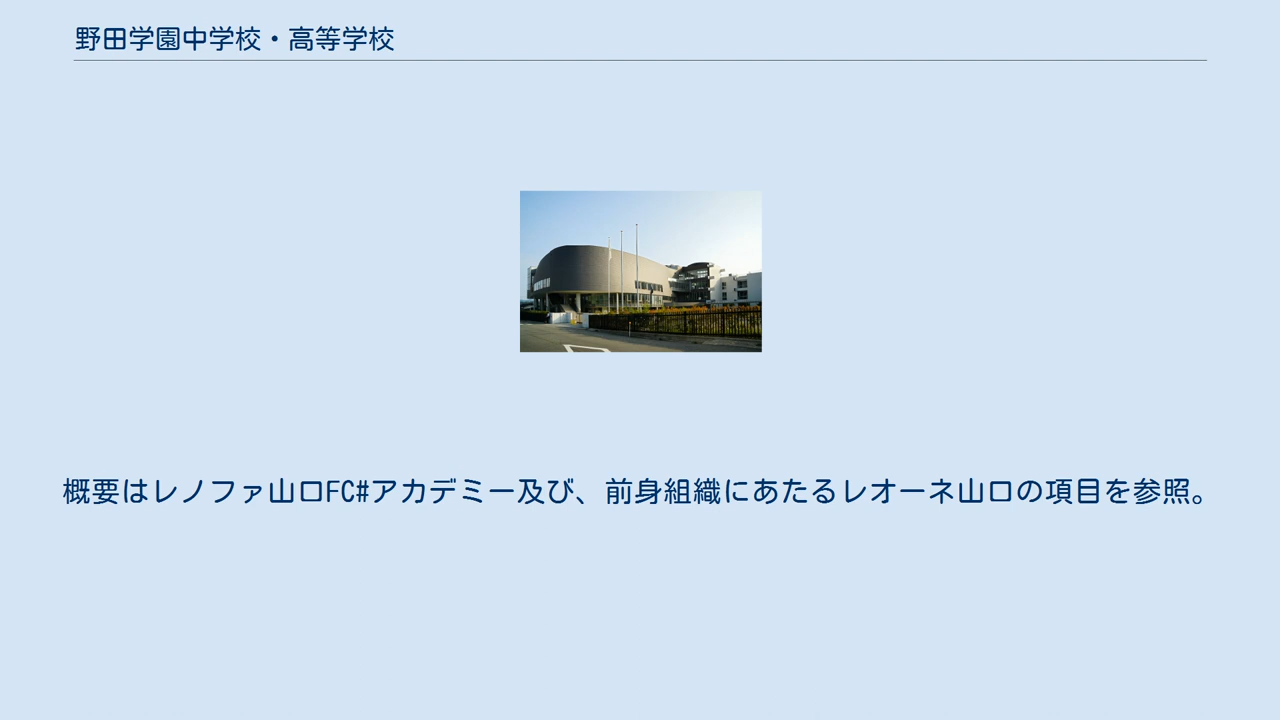 野田学園中学校・高等学校
概要はレノファ山口FC#アカデミー及び、前身組織にあたるレオーネ山口の項目を参照。